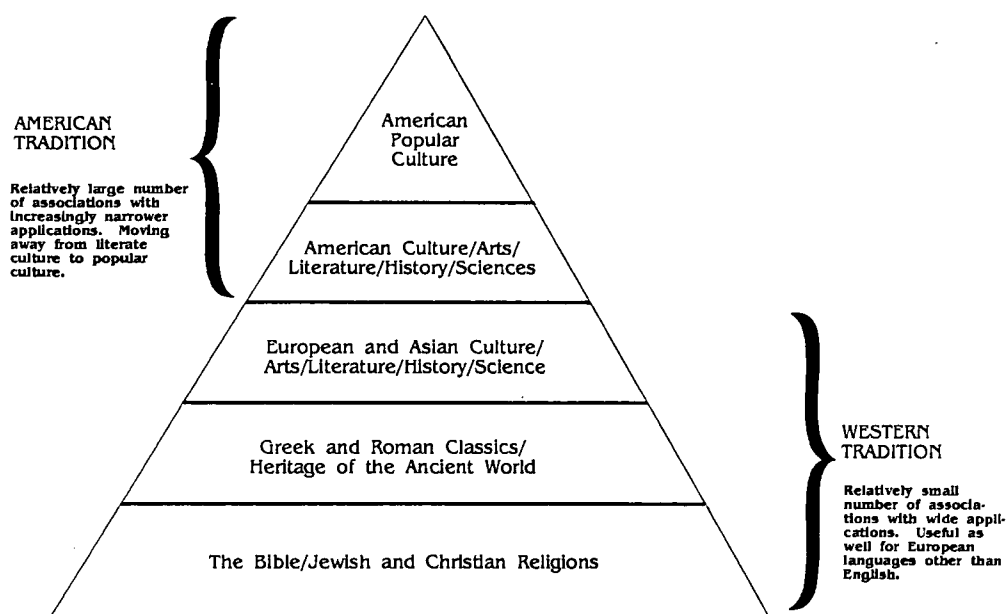 AMERICAN
TRADITION
Relatively large number
of associations with
increasingly narrower
applications. Moving
away from literate
culture to popular
culture.
American
Popular
Culture
American Culture/Arts/
Literature/History/Sciences
European and Asian Culture/
Arts/Literature/History/Science
Greek and Roman Classics/
Heritage of the Ancient World
The Bible/Jewish and Christian Religions
WESTERN
TRADITION
Relatively small
number of associa-
tions with wide appli-
cations. Useful as
well for European
languages other than
English.